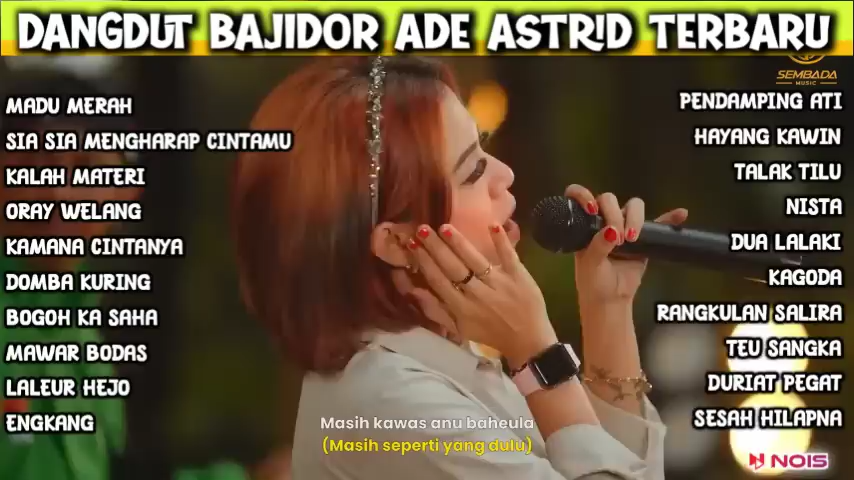 DANGDUT BAJIDOR ADE ASTRID TERBARU
SEMBADA
MUSIC
MADU MERAH
SIA SIA MENGHARAP CINTAMU
KALAH MATERI
ORAY WELANG
KAMANA CINTANYA
DOMBA KURING
BOGOH KA SAHA
MAWAR BODAS
LALEUR HEJO
ENGKANG
PENDAMPING ATI
HAYANG KAWIN
TALAK TILU
NISTA
DUA LALAKI
KAGODA
RANGKULAN SALIRA
TEU SANGKA
DURIAT PEGAT
SESAH HILAPNA
Masih kawas anu baheula
(Masih seperti yang dulu)
NOIS